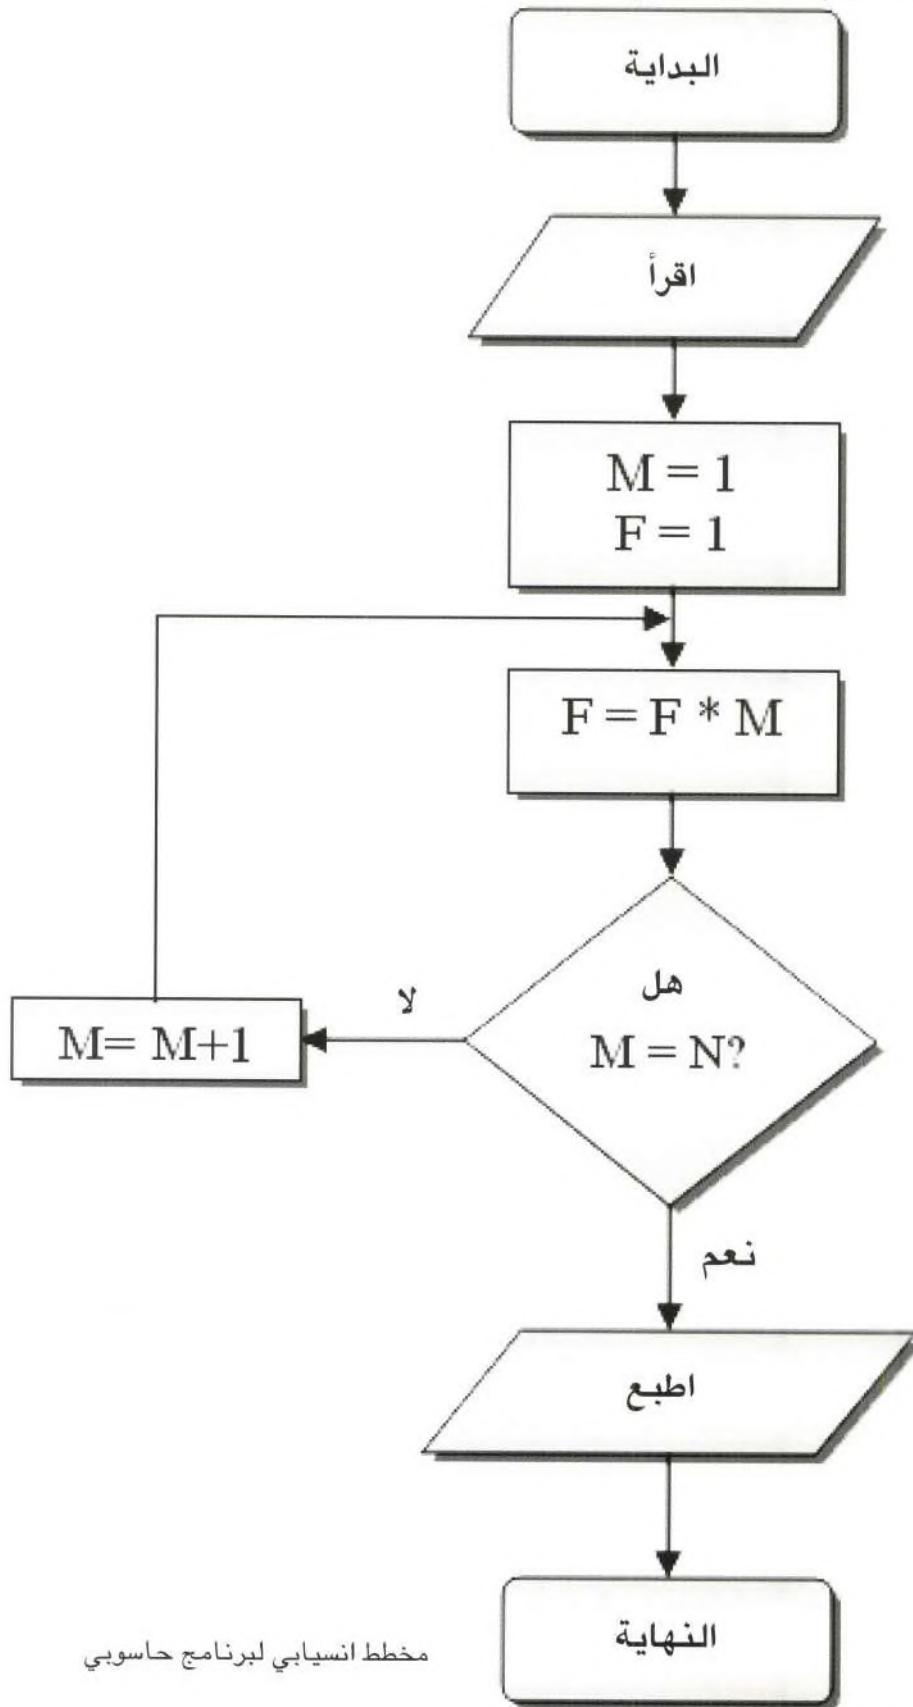 البداية
اقرأ
M = 1
F = 1
F = F * M
هل
M = N?
لا
M= M+1
نعم
اطبع
النهاية
مخطط انسيابي لبرنامج حاسوبي